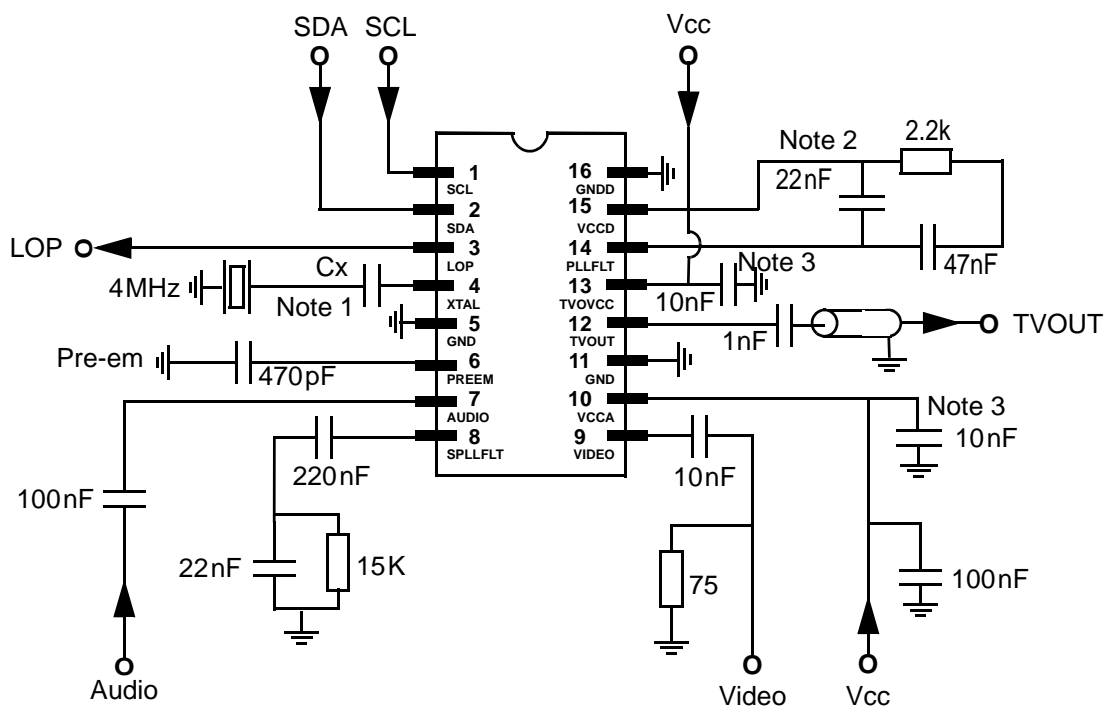 SDA SCL
Vcc
Note 2
2.2k
22nF
47nF
1
SCL
2
SDA
3
LOP
4
XTAL
5
GND
6
PREEM
7
AUDIO
8
SPLLFLT
16
GNDD
15
VCCD
14
PLLFLT
13
TVOVCC
12
TVOUT
11
GND
10
VCCA
9
VIDEO
LOP
4MHz
Cx
Note 1
Pre-em
470pF
Note 3
10nF
1nF
TVOUT
Note 3
10nF
220nF
10nF
100nF
22nF
15K
75
100nF
Audio
Video
Vcc